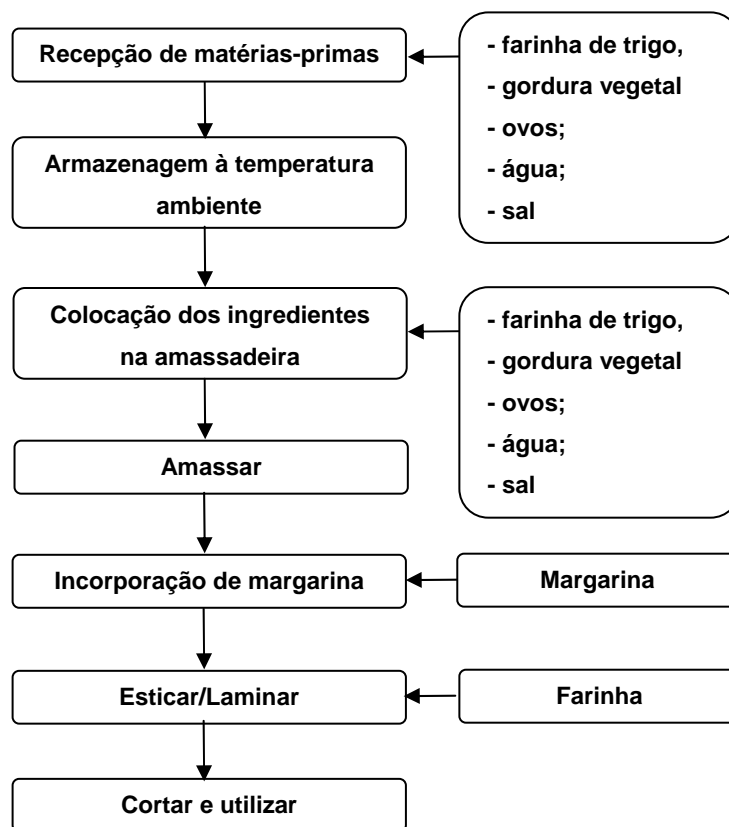 Recepção de matérias-primas
- farinha de trigo,
- gordura vegetal
- ovos;
- água;
- sal
Armazenagem à temperatura
ambiente
Colocação dos ingredientes
na amassadeira
- farinha de trigo,
- gordura vegetal
- ovos;
- água;
- sal
Amassar
Incorporação de margarina
Margarina
Esticar/Laminar
Farinha
Cortar e utilizar